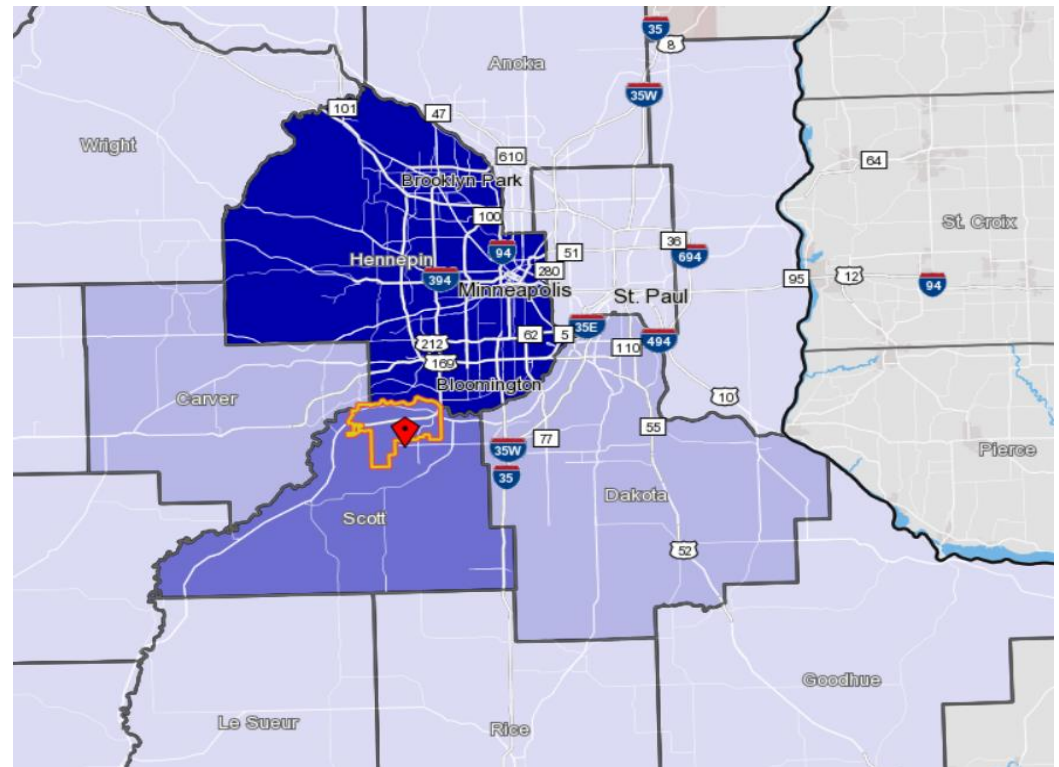 35
8
Anoka
35W
101
47
Wright
610
64
Brooklyn Park
100
St. Croix
36
94
51
Hennepin
694
280
394
95
12
94
Minneapolis
St. Paul
35E
62
5
212
110
494
169
Bloomington
10
Carver
55
77
Pierce
35W
35
Dakota
Scott
52
Goodhue
Le Sueur
Rice